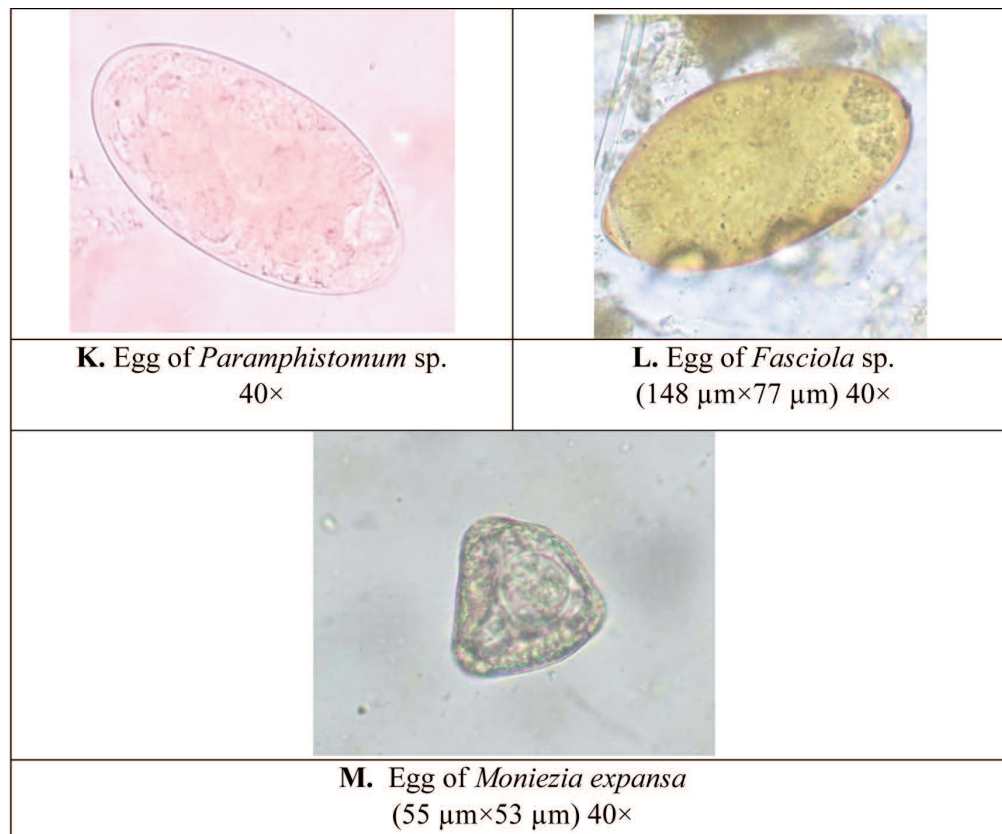 K. Egg of Paramphistomum sp.
40×
L. Egg of Fasciola sp.
(148 µm×77 µm) 40×
M. Egg of Moniezia expansa
(55 µm×53 µm) 40×